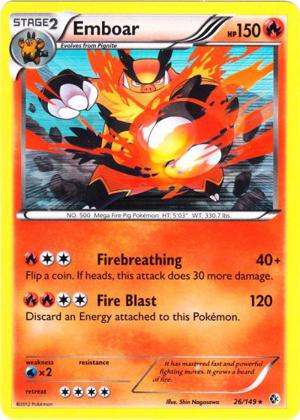 STAGE2
Emboar
HP150
Evolves from Pignite
NO. 500 Mega Fire Pig Pokémon HT: 5'03" WT: 330.7 lbs.
Firebreathing 40+
Flip a coin. If heads, this attack does 30 more damage.
Fire Blast 120
Discard an Energy attached to this Pokémon.
weakness resistance
×2
retreat
It has mastered fast and powerful
fighting moves. It grows a beard of
fire.
©2012 Pokémon Illus. Shin Nagasawa 26/149★